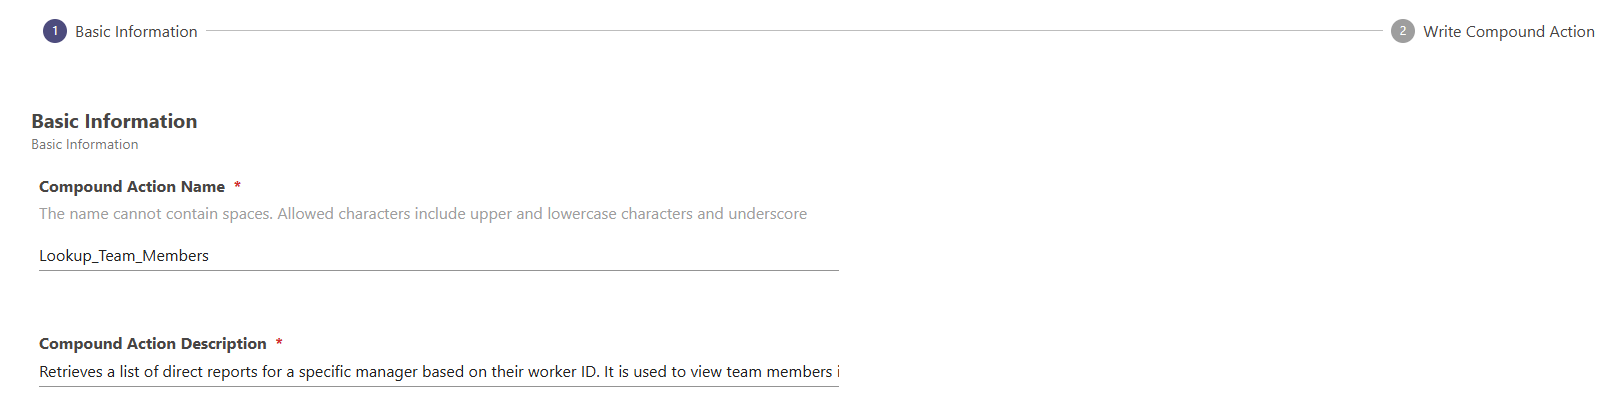 1 Basic Information
2 Write Compound Action
Basic Information
Basic Information
Compound Action Name *
The name cannot contain spaces. Allowed characters include upper and lowercase characters and underscore
Lookup_Team_Members
Compound Action Description *
Retrieves a list of direct reports for a specific manager based on their worker ID. It is used to view team members